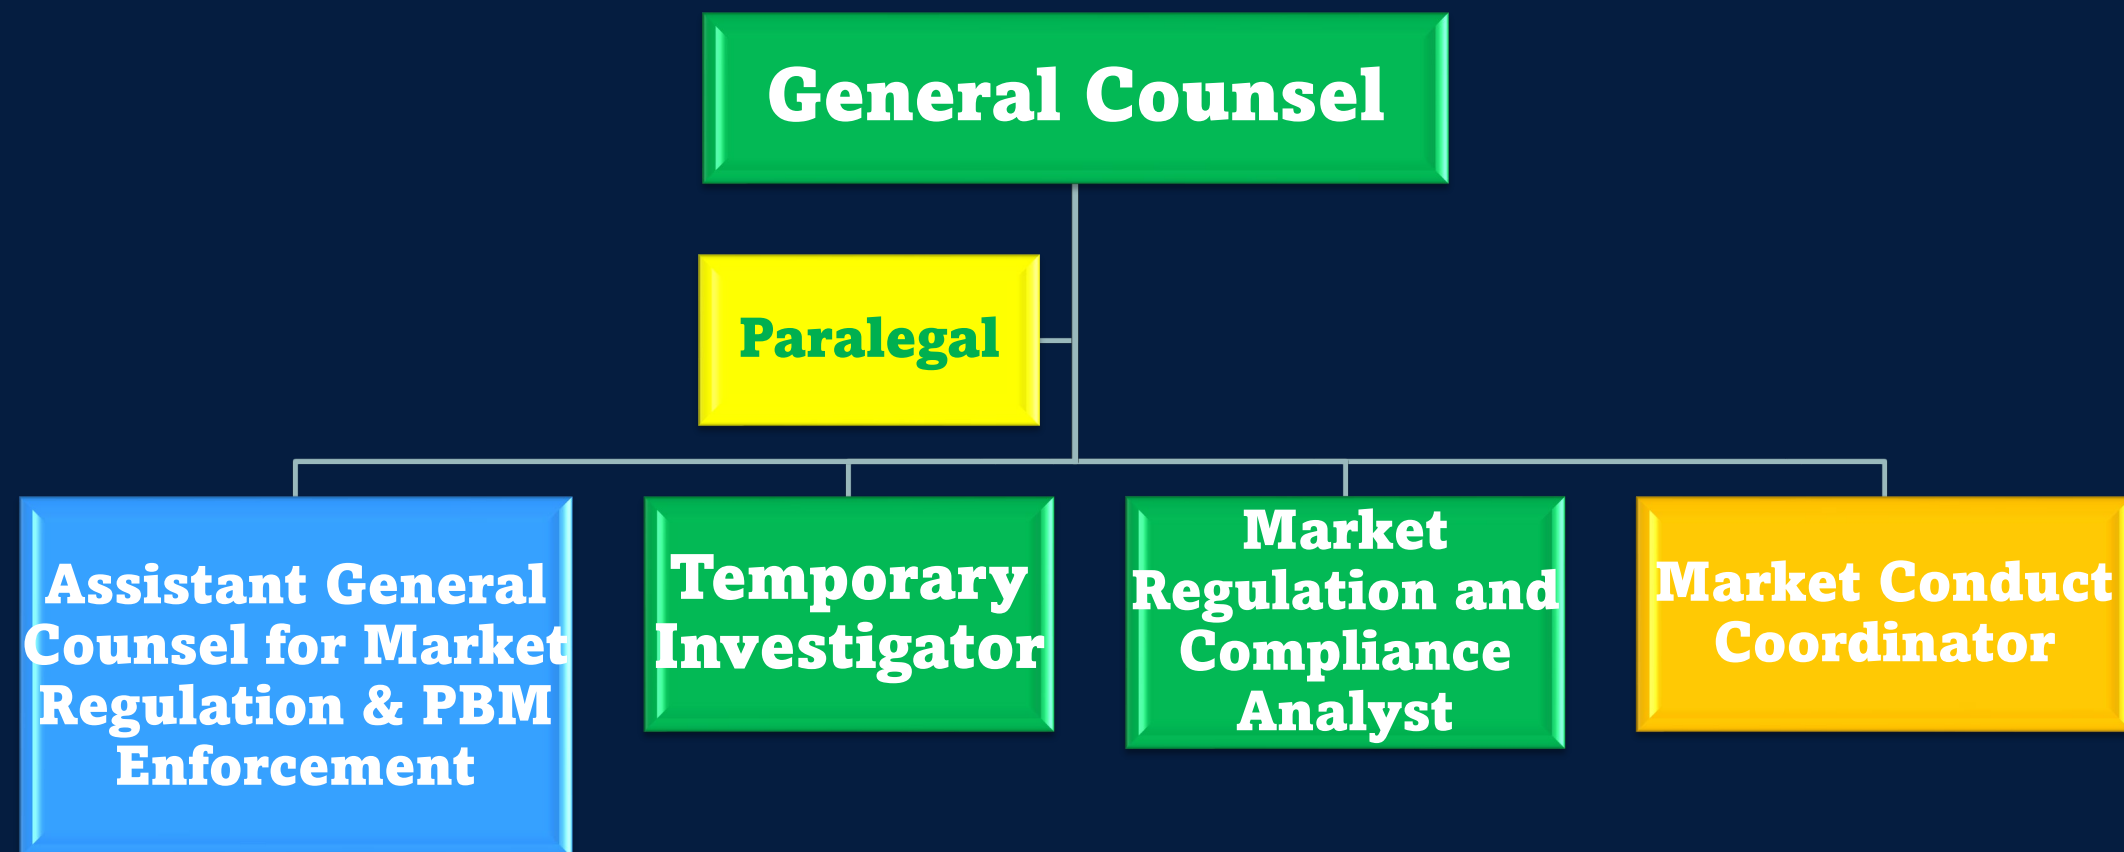 General Counsel
Paralegal
Assistant General
Counsel for Market
Regulation & PBM
Enforcement
Temporary
Investigator
Market
Regulation and
Compliance
Analyst
Market Conduct
Coordinator